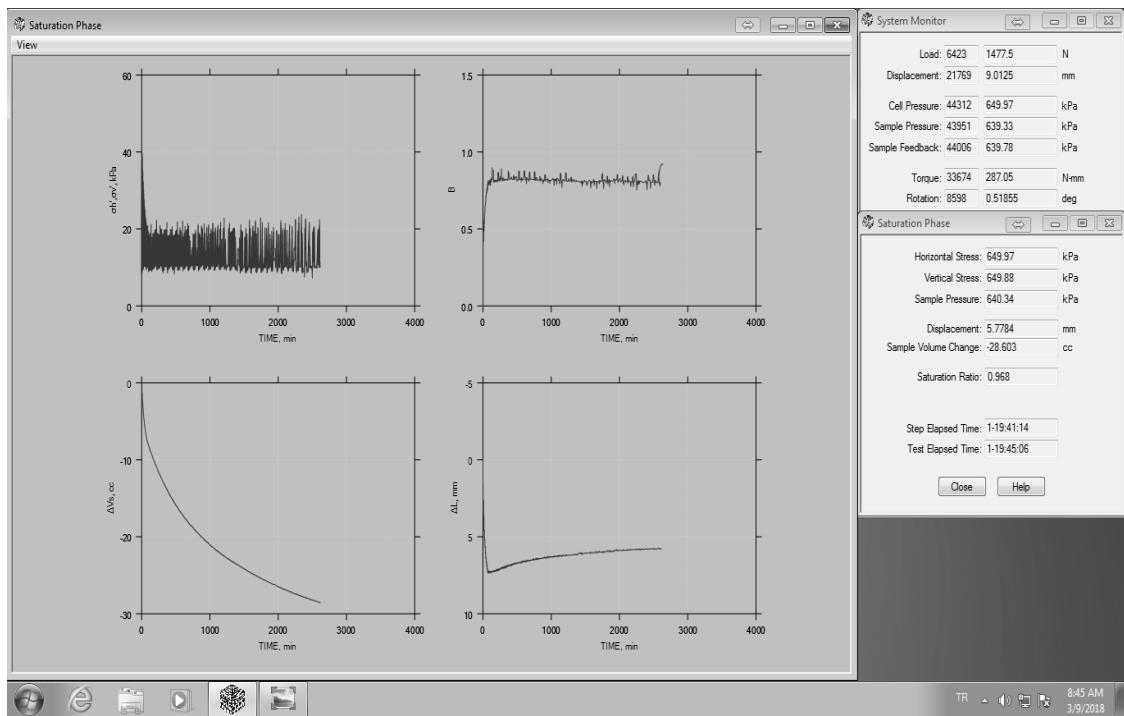 Saturation Phase
View
60
40
20
0
σh',σv', kPa
0 1000 2000 3000 4000
TIME, min
1.5
1.0
0.5
0.0
B
0 1000 2000 3000 4000
TIME, min
0
-10
-20
-30
ΔVs, cc
0 1000 2000 3000 4000
TIME, min
-5
0
5
10
ΔL, mm
0 1000 2000 3000 4000
TIME, min
System Monitor
Load: 6423 1477.5 N
Displacement: 21769 9.0125 mm
Cell Pressure: 44312 649.97 kPa
Sample Pressure: 43951 639.33 kPa
Sample Feedback: 44006 639.78 kPa
Torque: 33674 287.05 N-mm
Rotation: 8598 0.51855 deg
Saturation Phase
Horizontal Stress: 649.97 kPa
Vertical Stress: 649.88 kPa
Sample Pressure: 640.34 kPa
Displacement: 5.7784 mm
Sample Volume Change: -28.603 cc
Saturation Ratio: 0.968
Step Elapsed Time: 1-19:41:14
Test Elapsed Time: 1-19:45:06
Close Help
TR
8:45 AM
3/9/2018